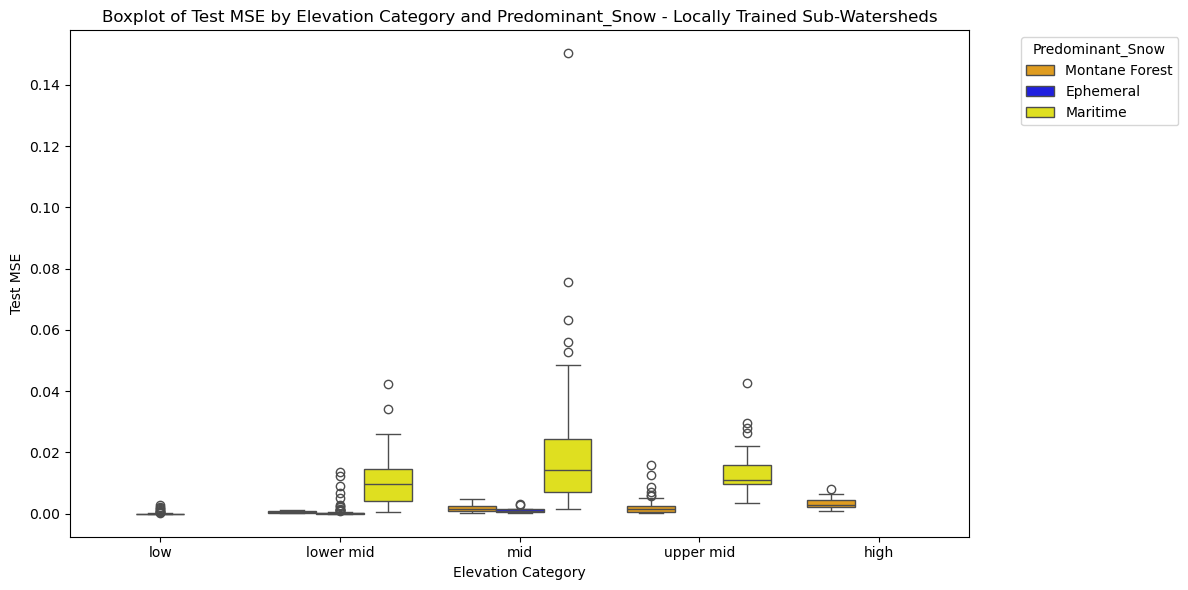 Boxplot of Test MSE by Elevation Category and Predominant_Snow - Locally Trained Sub-Watersheds
Predominant_Snow
Montane Forest
Ephemeral
Maritime
Test MSE
0.14
0.12
0.10
0.08
0.06
0.04
0.02
0.00
low
lower mid
mid
upper mid
high
Elevation Category